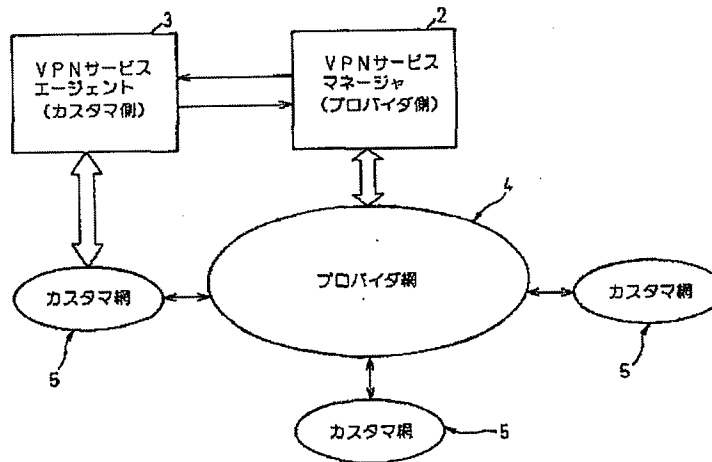 3
VPNサービス
エージェント
(カスタマ側)
2
VPNサービス
マネージャ
(プロバイダ側)
4
プロバイダ網
カスタマ網
5
カスタマ網
5
カスタマ網
5